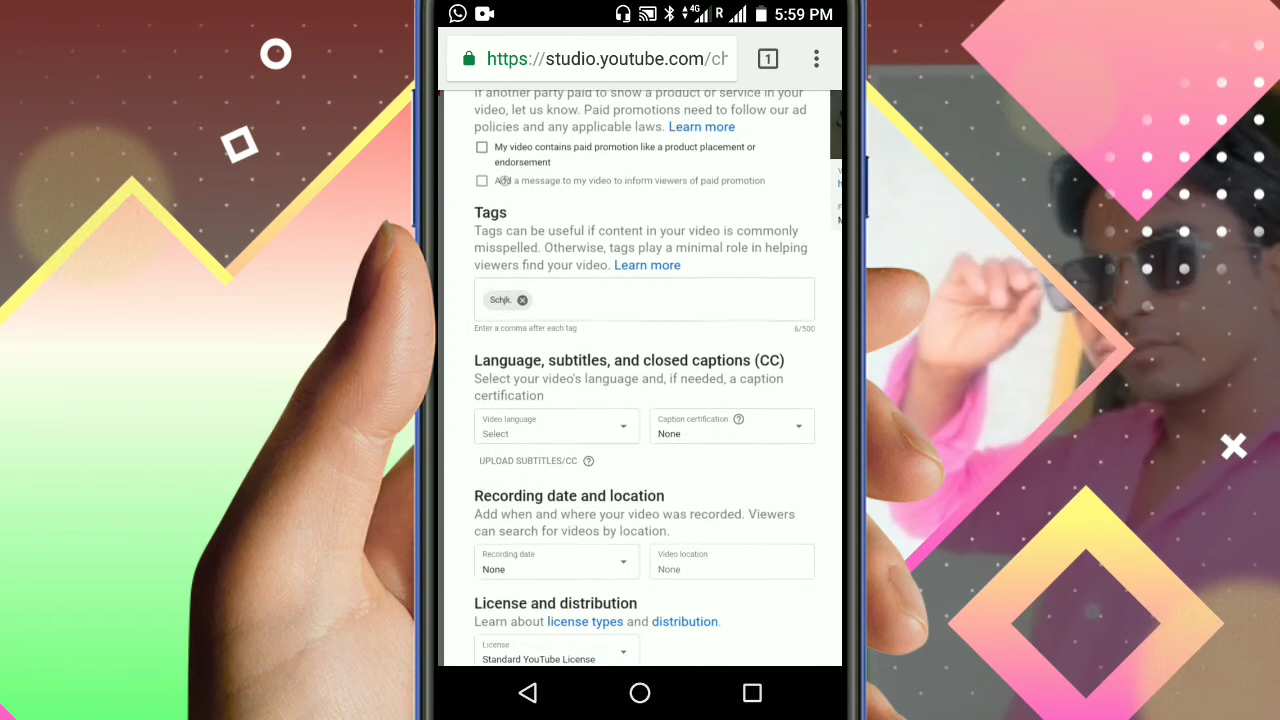 4G R 5:59 PM
https://studio.youtube.com/ch
1
If another party paid to show a product or service in your
video, let us know. Paid promotions need to follow our ad
policies and any applicable laws. Learn more
My video contains paid promotion like a product placement or
endorsement
Add a message to my video to inform viewers of paid promotion
Tags
Tags can be useful if content in your video is commonly
misspelled. Otherwise, tags play a minimal role in helping
viewers find your video. Learn more
Schjk.
Enter a comma after each tag 6/500
Language, subtitles, and closed captions (CC)
Select your video's language and, if needed, a caption
certification
Video language Caption certification
Select None
UPLOAD SUBTITLES/CC
Recording date and location
Add when and where your video was recorded. Viewers
can search for videos by location.
Recording date Video location
None None
License and distribution
Learn about license types and distribution.
License
Standard YouTube License